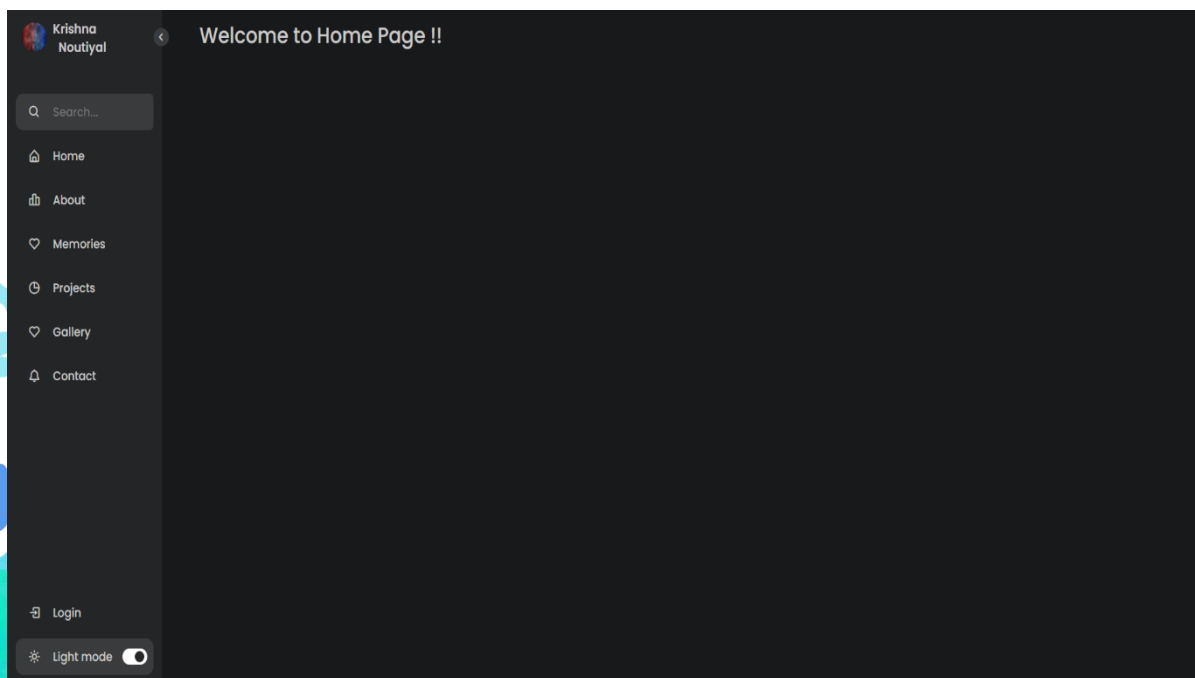 Krishna
Noutiyal
Welcome to Home Page !!
Search...
Home
About
Memories
Projects
Gallery
Contact
Login
Light mode